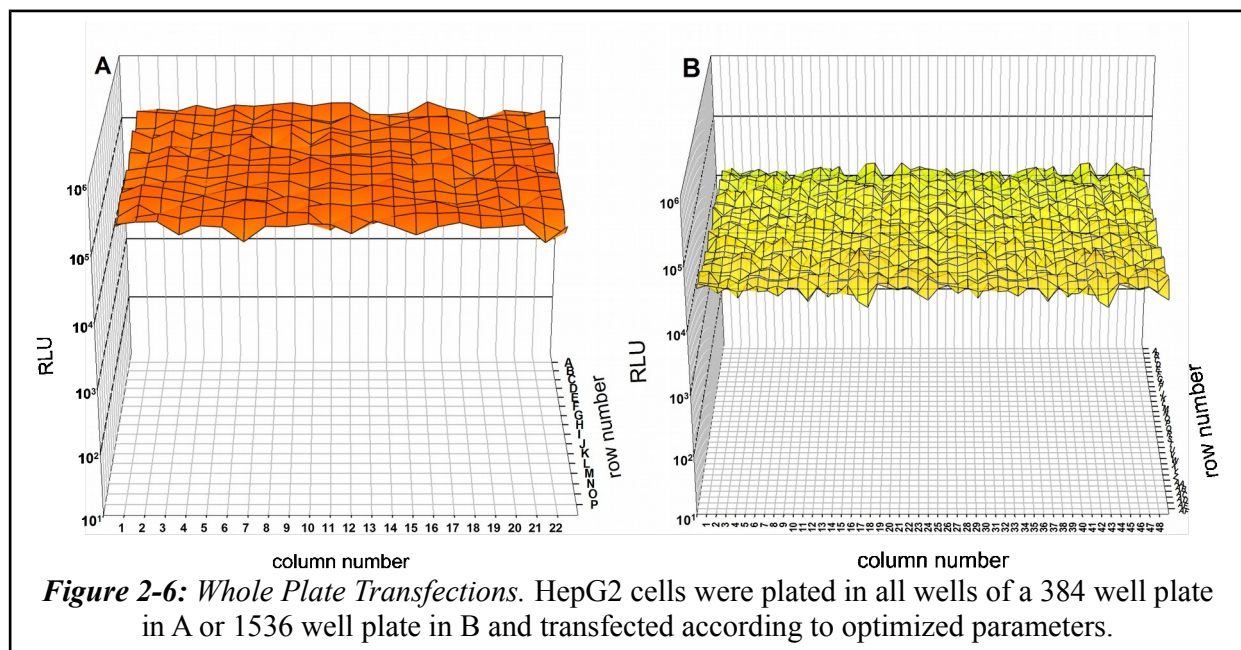 A
B
10⁶
10⁵
10⁴
10³
10²
10¹
RLU
A
B
C
D
E
F
G
H
I
J
K
L
M
N
O
P
row number
1 2 3 4 5 6 7 8 9 10 11 12 13 14 15 16 17 18 19 20 21 22
column number
10⁶
10⁵
10⁴
10³
10²
10¹
RLU
row number
1 2 3 4 5 6 7 8 9 10 11 12 13 14 15 16 17 18 19 20 21 22 23 24 25 26 27 28 29 30 31 32 33 34 35 36 37 38 39 40 41 42 43 44 45 46 47 48
column number
Figure 2-6: Whole Plate Transfections. HepG2 cells were plated in all wells of a 384 well plate
in A or 1536 well plate in B and transfected according to optimized parameters.